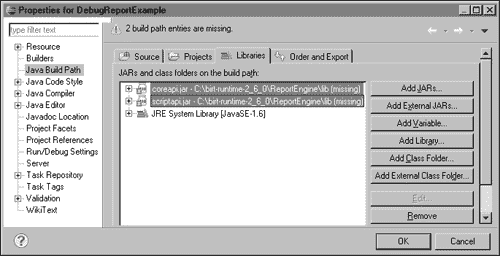 Properties for DebugReportExample
type filter text
2 build path entries are missing.
Resource
Builders
Java Build Path
Java Code Style
Java Compiler
Java Editor
Javadoc Location
Project Facets
Project References
Run/Debug Settings
Server
Task Repository
Task Tags
Validation
WikiText
Source
Projects
Libraries
Order and Export
JARs and class folders on the build path:
coreapi.jar - C:\birt-runtime-2_6_0\ReportEngine\lib (missing)
scriptapi.jar - C:\birt-runtime-2_6_0\ReportEngine\lib (missing)
JRE System Library [JavaSE-1.6]
Add JARs...
Add External JARs...
Add Variable...
Add Library...
Add Class Folder...
Add External Class Folder...
Edit...
Remove
OK
Cancel